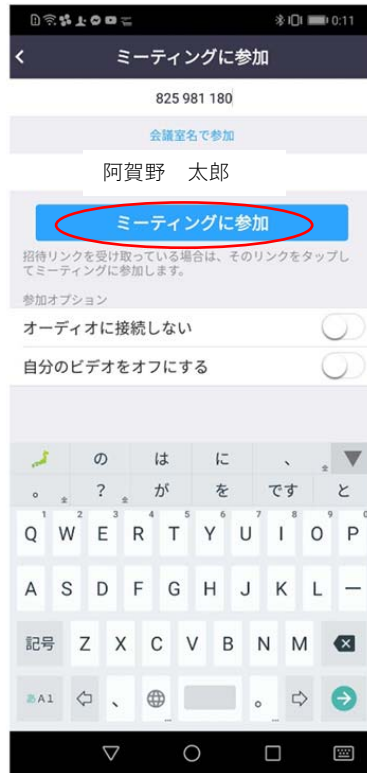 0:11
ミーティングに参加
825 981 180
会議室名で参加
阿賀野 太郎
ミーティングに参加
招待リンクを受け取っている場合は、そのリンクをタップし
てミーティングに参加します。
参加オプション
オーディオに接続しない
自分のビデオをオフにする
の は に 、
。 ? が を です と
1 2 3 4 5 6 7 8 9 0
Q W E R T Y U I O P
A S D F G H J K L ー
記号 Z X C V B N M
あA1 、 。